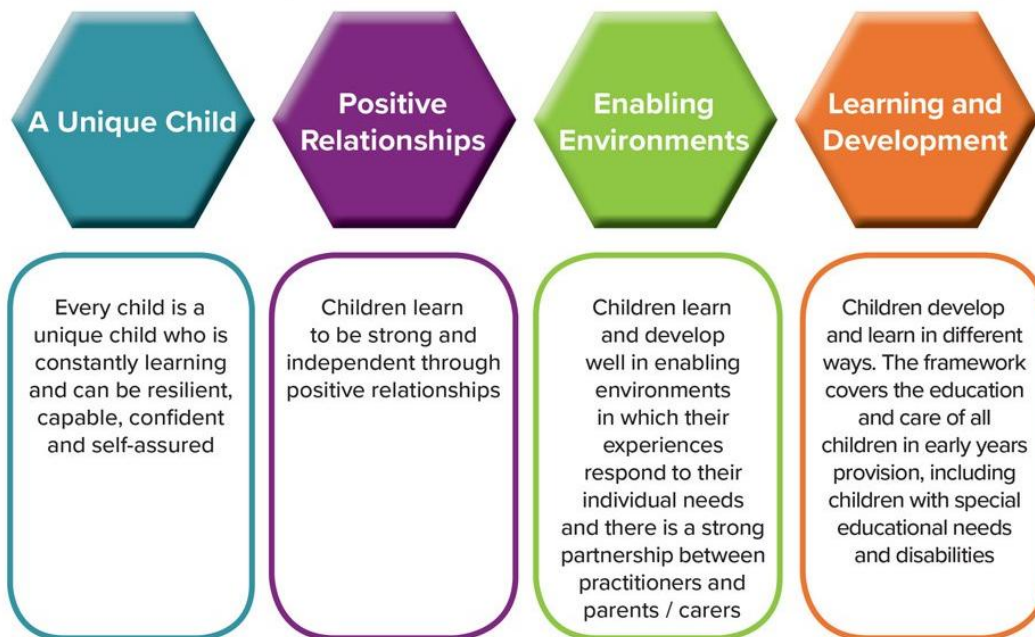 A Unique Child
Positive
Relationships
Enabling
Environments
Learning and
Development
Every child is a
unique child who is
constantly learning
and can be resilient,
capable, confident
and self-assured
Children learn
to be strong and
independent through
positive relationships
Children learn
and develop
well in enabling
environments
in which their
experiences
respond to their
individual needs
and there is a strong
partnership between
practitioners and
parents / carers
Children develop
and learn in different
ways. The framework
covers the education
and care of all
children in early years
provision, including
children with special
educational needs
and disabilities